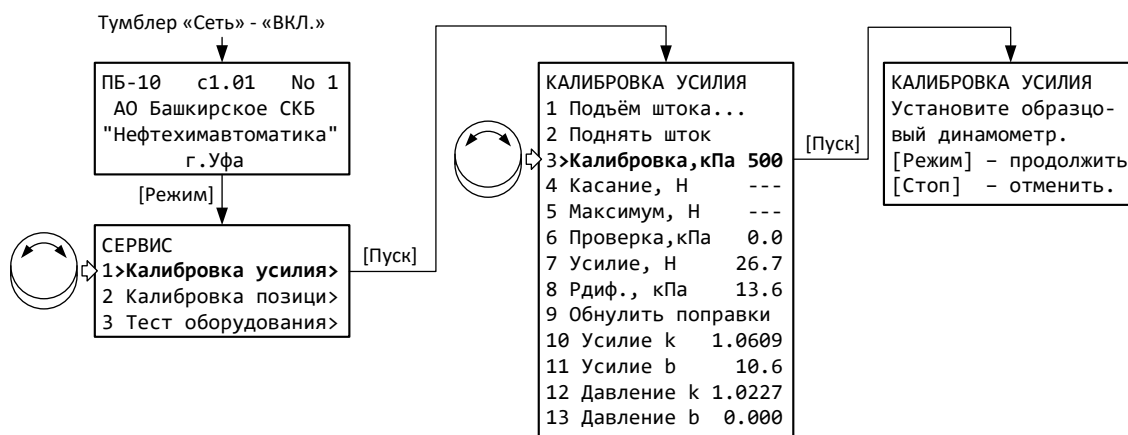 Тумблер «Сеть» - «ВКЛ.»
ПБ-10 с1.01 No 1
АО Башкирское СКБ
"Нефтехимавтоматика"
г.Уфа
[Режим]
СЕРВИС
1>Калибровка усилия>
2 Калибровка позици>
3 Тест оборудования>
[Пуск]
КАЛИБРОВКА УСИЛИЯ
1 Подъём штока...
2 Поднять шток
3>Калибровка,кПа 500
4 Касание, Н ---
5 Максимум, Н ---
6 Проверка,кПа 0.0
7 Усилие, Н 26.7
8 Рдиф., кПа 13.6
9 Обнулить поправки
10 Усилие k 1.0609
11 Усилие b 10.6
12 Давление k 1.0227
13 Давление b 0.000
[Пуск]
КАЛИБРОВКА УСИЛИЯ
Установите образцо-
вый динамометр.
[Режим] – продолжить
[Стоп] – отменить.